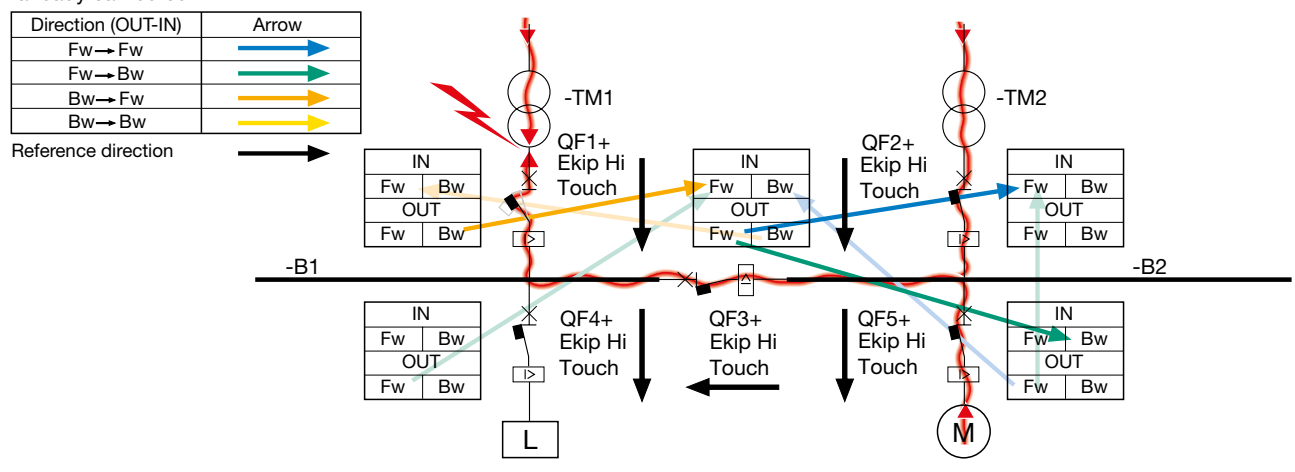 Direction (OUT-IN) Arrow
Fw→Fw
Fw→Bw
Bw→Fw
Bw→Bw
Reference direction
-TM1
-TM2
QF1+
Ekip Hi
Touch
QF2+
Ekip Hi
Touch
IN
Fw Bw
OUT
Fw Bw
IN
Fw Bw
OUT
Fw Bw
IN
Fw Bw
OUT
Fw Bw
I>
I>
-B1
-B2
I>
IN
Fw Bw
OUT
Fw Bw
QF4+
Ekip Hi
Touch
QF3+
Ekip Hi
Touch
QF5+
Ekip Hi
Touch
IN
Fw Bw
OUT
Fw Bw
I>
I>
L
M